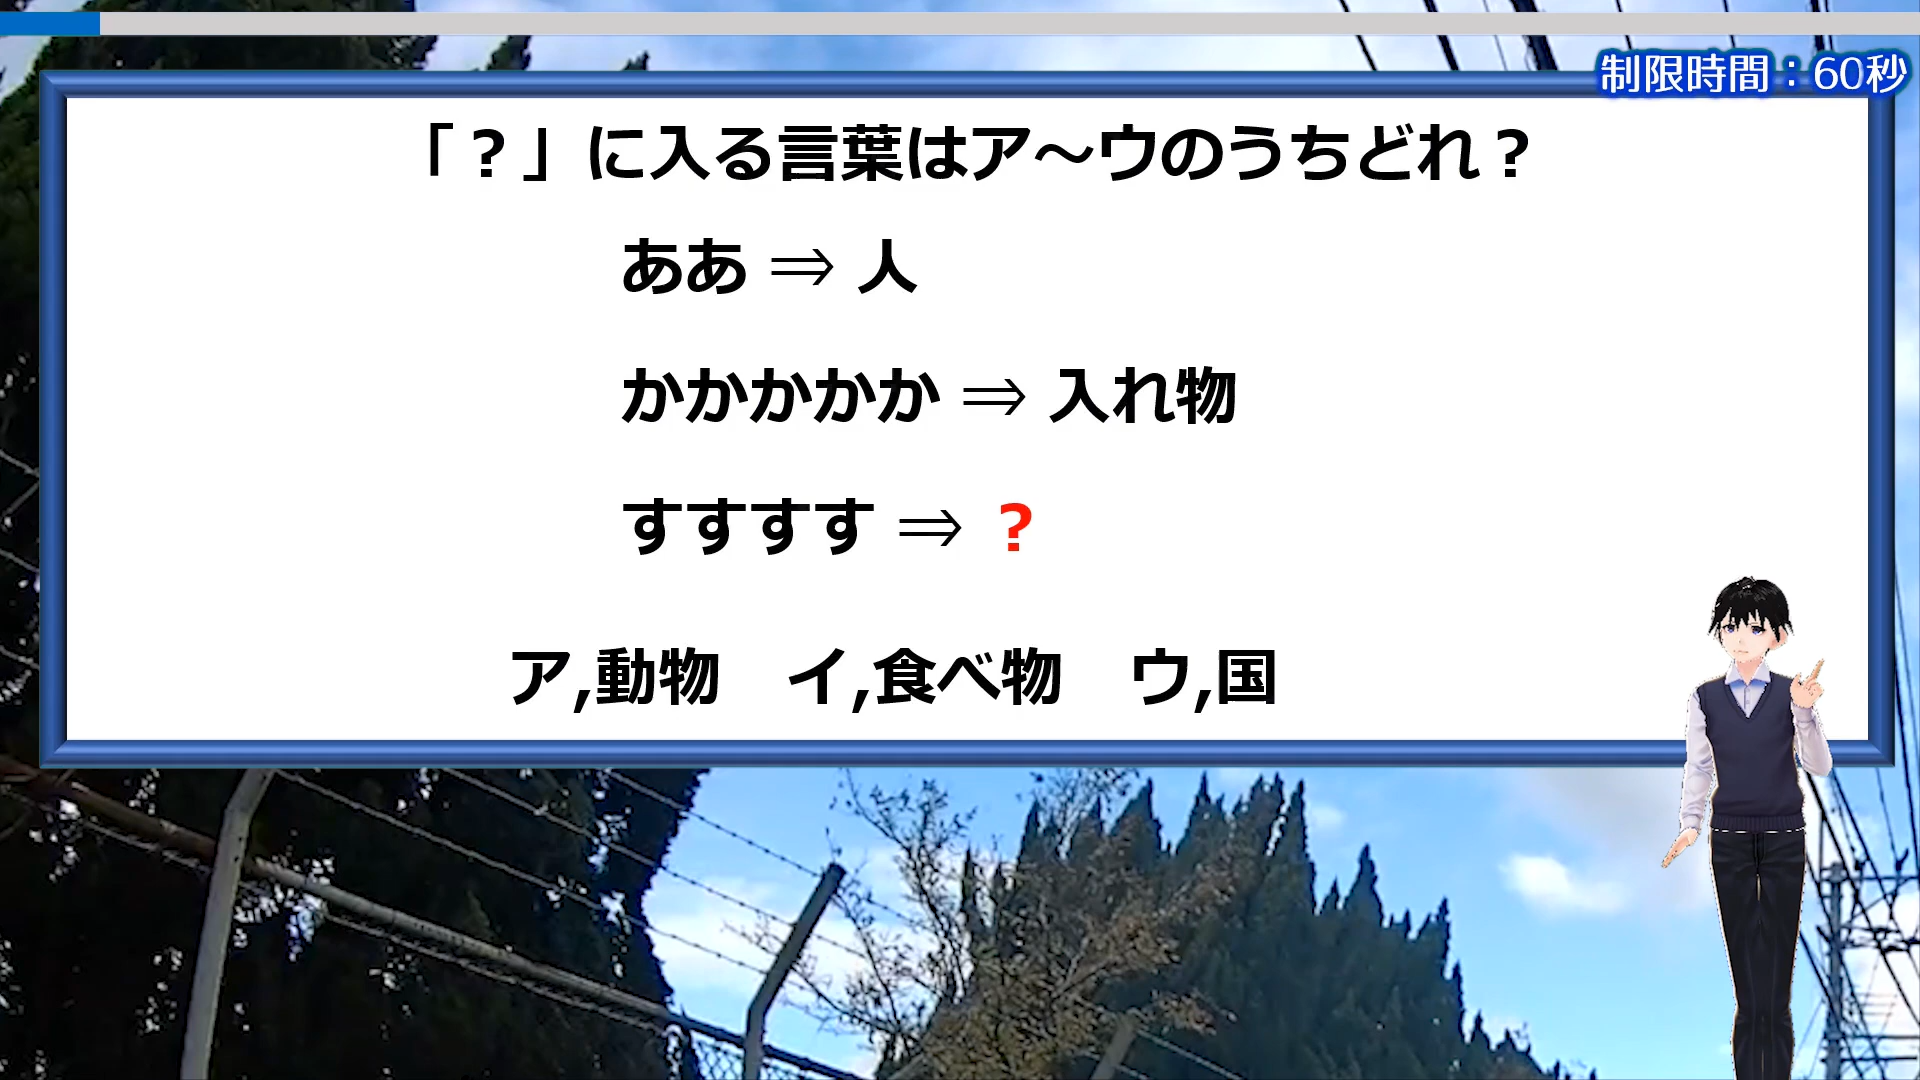 制限時間：60秒
「？」に入る言葉はア～ウのうちどれ？
ああ ⇒ 人
かかかかか ⇒ 入れ物
すすすす ⇒ ？
ア,動物　イ,食べ物　ウ,国